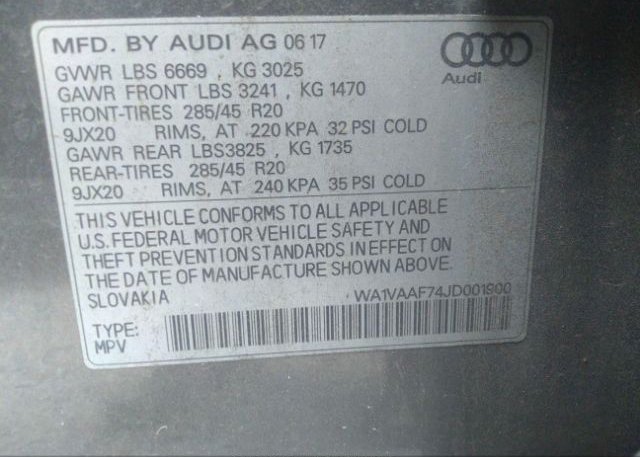 MFD. BY AUDI AG 06 17
Audi
GVWR LBS 6669 , KG 3025
GAWR FRONT LBS 3241 , KG 1470
FRONT-TIRES 285/45 R20
9JX20 RIMS, AT 220 KPA 32 PSI COLD
GAWR REAR LBS3825 , KG 1735
REAR-TIRES 285/45 R20
9JX20 RIMS, AT 240 KPA 35 PSI COLD
THIS VEHICLE CONFORMS TO ALL APPLICABLE
U.S. FEDERAL MOTOR VEHICLE SAFETY AND
THEFT PREVENTION STANDARDS IN EFFECT ON
THE DATE OF MANUFACTURE SHOWN ABOVE.
SLOVAKIA WA1VAAF74JD001900
TYPE:
MPV